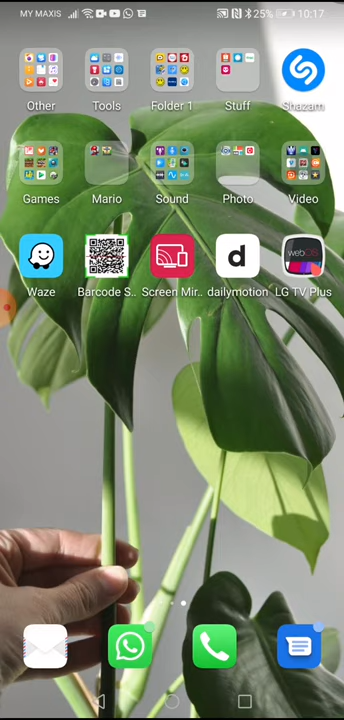 MY MAXIS 25% 10:17
Other Tools Folder 1 Stuff Shazam
Games Mario Sound Photo Video
webOS
Waze Barcode S.. Screen Mir.. dailymotion LG TV Plus